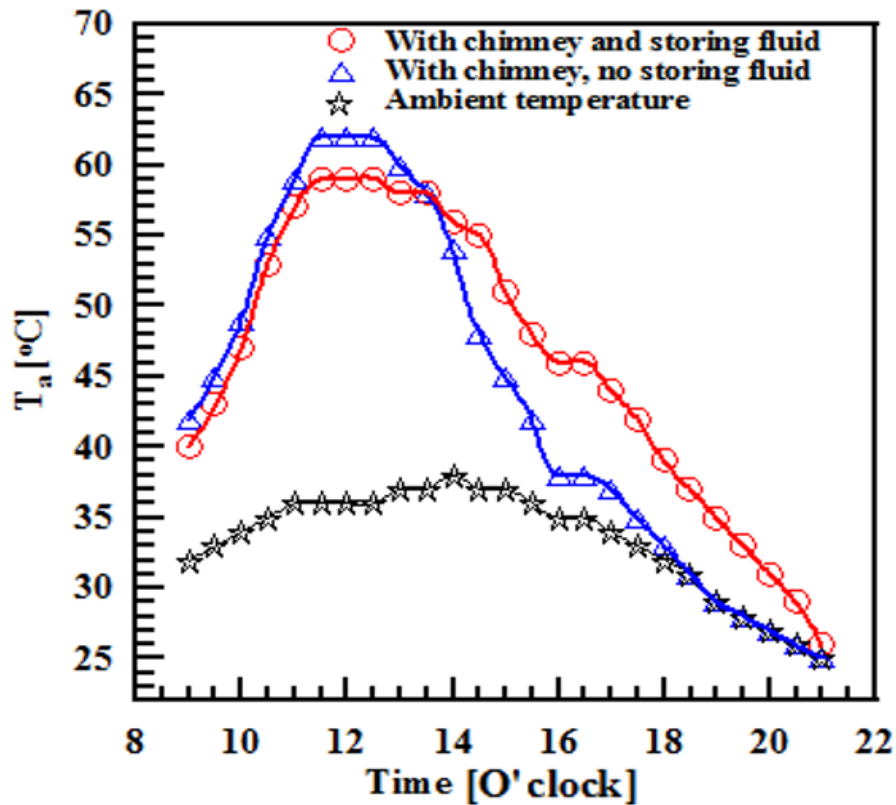 With chimney and storing fluid
With chimney, no storing fluid
Ambient temperature
70
65
60
55
50
45
40
35
30
25
Ta [oC]
8 10 12 14 16 18 20 22
Time [O' clock]